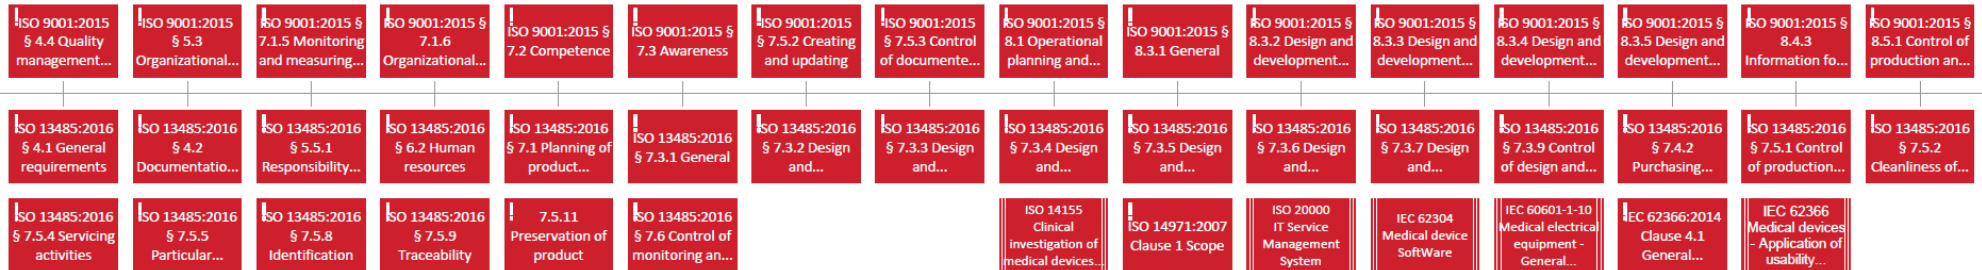 ISO 9001:2015
§ 4.4 Quality
management...
ISO 9001:2015
§ 5.3
Organizational...
ISO 9001:2015 §
7.1.5 Monitoring
and measuring...
ISO 9001:2015 §
7.1.6
Organizational...
ISO 9001:2015 §
7.2 Competence
ISO 9001:2015 §
7.3 Awareness
ISO 9001:2015
§ 7.5.2 Creating
and updating
ISO 9001:2015
§ 7.5.3 Control
of documente...
ISO 9001:2015 §
8.1 Operational
planning and...
ISO 9001:2015 §
8.3.1 General
ISO 9001:2015 §
8.3.2 Design and
development...
ISO 9001:2015 §
8.3.3 Design and
development...
ISO 9001:2015 §
8.3.4 Design and
development...
ISO 9001:2015 §
8.3.5 Design and
development...
ISO 9001:2015 §
8.4.3
Information fo...
ISO 9001:2015 §
8.5.1 Control of
production an...
ISO 13485:2016
§ 4.1 General
requirements
ISO 13485:2016
§ 4.2
Documentatio...
ISO 13485:2016
§ 5.5.1
Responsibility...
ISO 13485:2016
§ 6.2 Human
resources
ISO 13485:2016
§ 7.1 Planning of
product...
ISO 13485:2016
§ 7.3.1 General
ISO 13485:2016
§ 7.3.2 Design
and...
ISO 13485:2016
§ 7.3.3 Design
and...
ISO 13485:2016
§ 7.3.4 Design
and...
ISO 13485:2016
§ 7.3.5 Design
and...
ISO 13485:2016
§ 7.3.6 Design
and...
ISO 13485:2016
§ 7.3.7 Design
and...
ISO 13485:2016
§ 7.3.9 Control
of design and...
ISO 13485:2016
§ 7.4.2
Purchasing...
ISO 13485:2016
§ 7.5.1 Control
of production...
ISO 13485:2016
§ 7.5.2
Cleanliness of...
ISO 13485:2016
§ 7.5.4 Servicing
activities
ISO 13485:2016
§ 7.5.5
Particular...
ISO 13485:2016
§ 7.5.8
Identification
ISO 13485:2016
§ 7.5.9
Traceability
7.5.11
Preservation of
product
ISO 13485:2016
§ 7.6 Control of
monitoring an...
ISO 14155
Clinical
investigation of
medical devices...
ISO 14971:2007
Clause 1 Scope
ISO 20000
IT Service
Management
System
IEC 62304
Medical device
SoftWare
IEC 60601-1-10
Medical electrical
equipment -
General...
IEC 62366:2014
Clause 4.1
General...
IEC 62366
Medical devices
- Application of
usability...